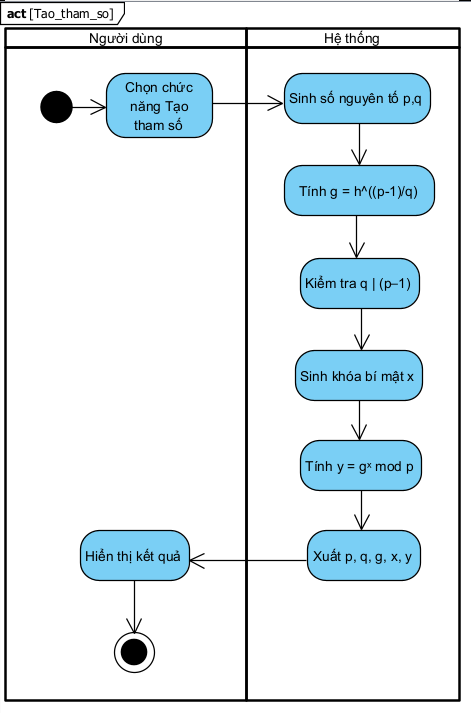 act [Tao_tham_so]
Người dùng
Hệ thống
Chọn chức
năng Tạo
tham số
Sinh số nguyên tố p,q
Tính g = h^((p-1)/q)
Kiểm tra q | (p–1)
Sinh khóa bí mật x
Tính y = gˣ mod p
Xuất p, q, g, x, y
Hiển thị kết quả